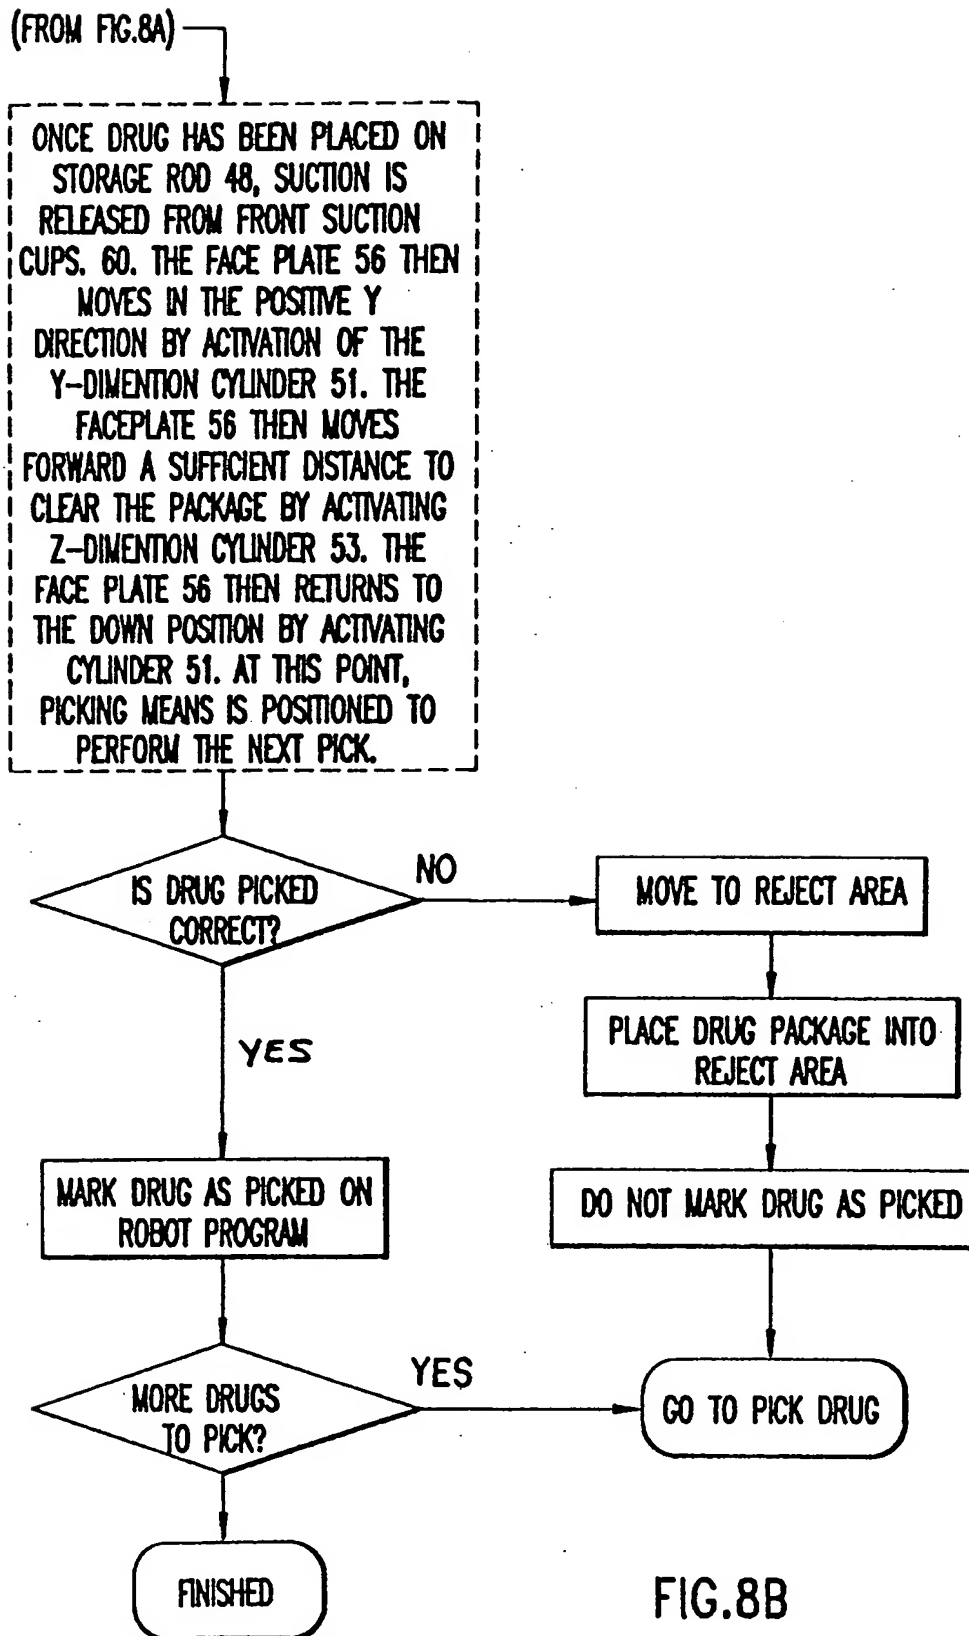 (FROM FIG.8A)
ONCE DRUG HAS BEEN PLACED ON
STORAGE ROD 48, SUCTION IS
RELEASED FROM FRONT SUCTION
CUPS. 60. THE FACE PLATE 56 THEN
MOVES IN THE POSITIVE Y
DIRECTION BY ACTIVATION OF THE
Y-DIMENTION CYLINDER 51. THE
FACEPLATE 56 THEN MOVES
FORWARD A SUFFICIENT DISTANCE TO
CLEAR THE PACKAGE BY ACTIVATING
Z-DIMENTION CYLINDER 53. THE
FACE PLATE 56 THEN RETURNS TO
THE DOWN POSITION BY ACTIVATING
CYLINDER 51. AT THIS POINT,
PICKING MEANS IS POSITIONED TO
PERFORM THE NEXT PICK.
IS DRUG PICKED
CORRECT?
NO
MOVE TO REJECT AREA
PLACE DRUG PACKAGE INTO
REJECT AREA
DO NOT MARK DRUG AS PICKED
YES
MARK DRUG AS PICKED ON
ROBOT PROGRAM
MORE DRUGS
TO PICK?
YES
GO TO PICK DRUG
FINISHED
FIG.8B